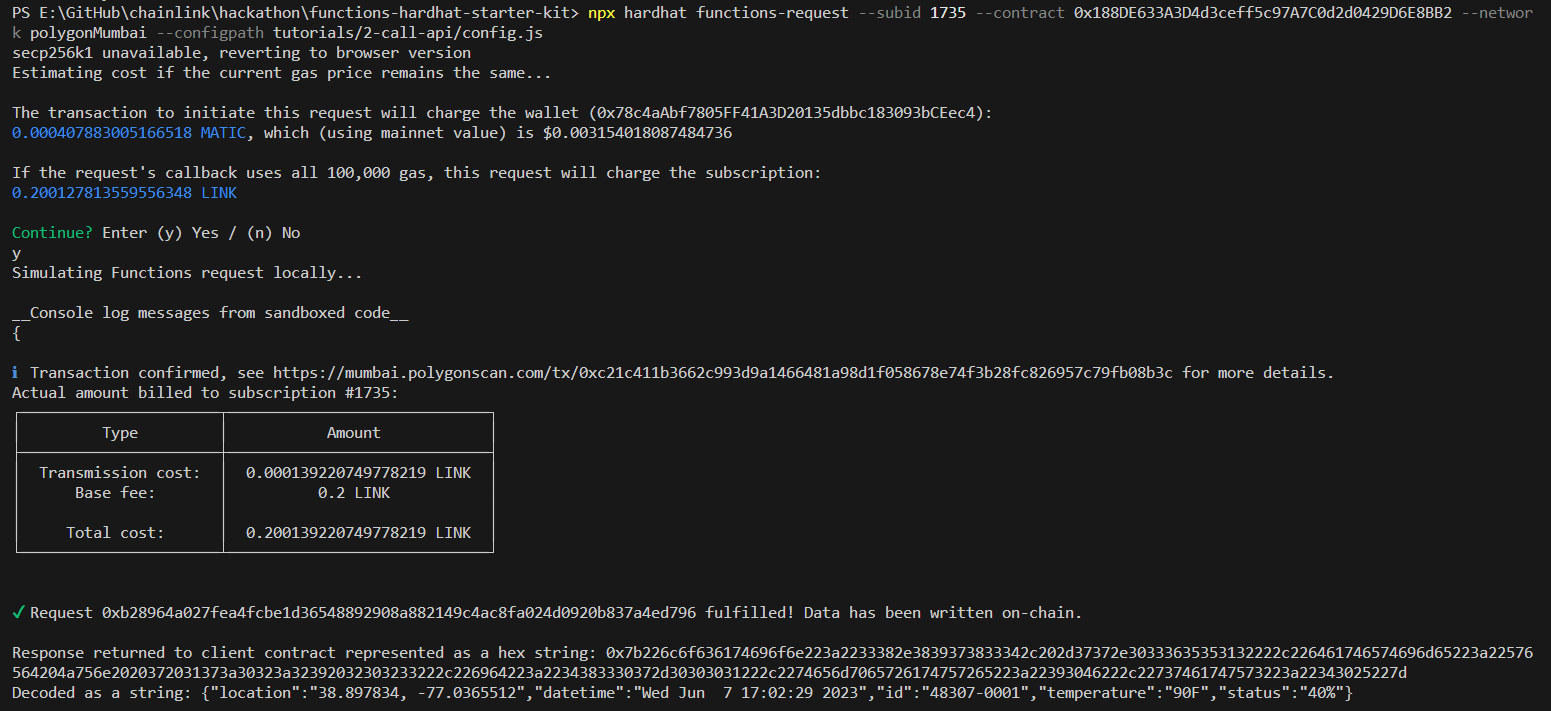 PS E:\GitHub\chainlink\hackathon\functions-hardhat-starter-kit> npx hardhat functions-request --subid 1735 --contract 0x188DE633A3D4d3ceff5c97A7C0d2d0429D6E8BB2 --networ
k polygonMumbai --configpath tutorials/2-call-api/config.js
secp256k1 unavailable, reverting to browser version
Estimating cost if the current gas price remains the same...
The transaction to initiate this request will charge the wallet (0x78c4aAbf7805FF41A3D20135dbbc183093bCEec4):
0.000407883005166518 MATIC, which (using mainnet value) is $0.003154018087484736
If the request's callback uses all 100,000 gas, this request will charge the subscription:
0.200127813559556348 LINK
Continue? Enter (y) Yes / (n) No
y
Simulating Functions request locally...
__Console log messages from sandboxed code__
{
i Transaction confirmed, see https://mumbai.polygonscan.com/tx/0xc21c411b3662c993d9a1466481a98d1f058678e74f3b28fc826957c79fb08b3c for more details.
Actual amount billed to subscription #1735:
Type Amount
Transmission cost: 0.000139220749778219 LINK
Base fee: 0.2 LINK
Total cost: 0.200139220749778219 LINK
✓ Request 0xb28964a027fea4fcbe1d36548892908a882149c4ac8fa024d0920b837a4ed796 fulfilled! Data has been written on-chain.
Response returned to client contract represented as a hex string: 0x7b226c6f636174696f6e223a2233382e3839373833342c202d37372e30333635353132222c226461746574696d65223a22576
564204a756e2020372031373a30323a32392032303233222c226964223a2234383330372d30303031222c2274656d7065726174757265223a22393046222c22737461747573223a22343025227d
Decoded as a string: {"location":"38.897834, -77.0365512","datetime":"Wed Jun  7 17:02:29 2023","id":"48307-0001","temperature":"90F","status":"40%"}